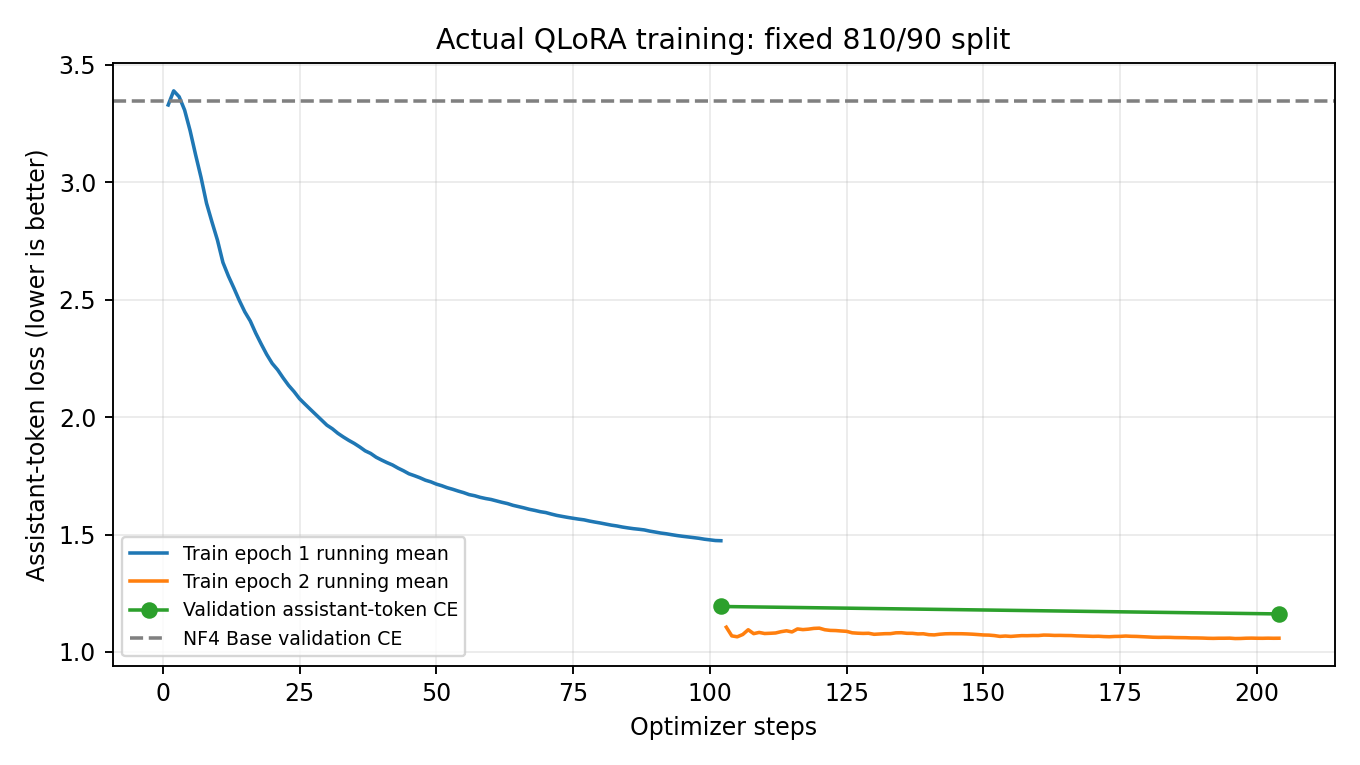 Actual QLoRA training: fixed 810/90 split
Assistant-token loss (lower is better)
3.5
3.0
2.5
2.0
1.5
1.0
Train epoch 1 running mean
Train epoch 2 running mean
Validation assistant-token CE
NF4 Base validation CE
0 25 50 75 100 125 150 175 200
Optimizer steps